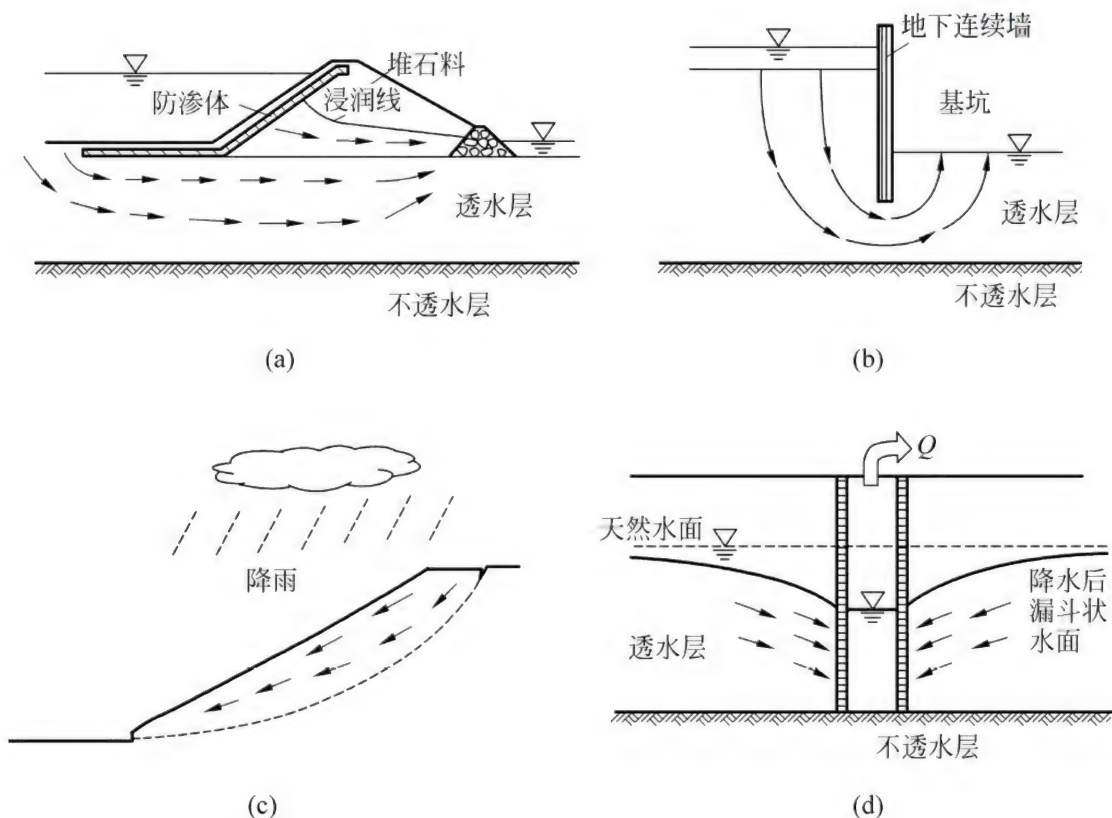 堆石料
防渗体
浸润线
透水层
不透水层
(a)
地下连续墙
基坑
透水层
不透水层
(b)
降雨
(c)
Q
天然水面
降水后
漏斗状
水面
透水层
不透水层
(d)